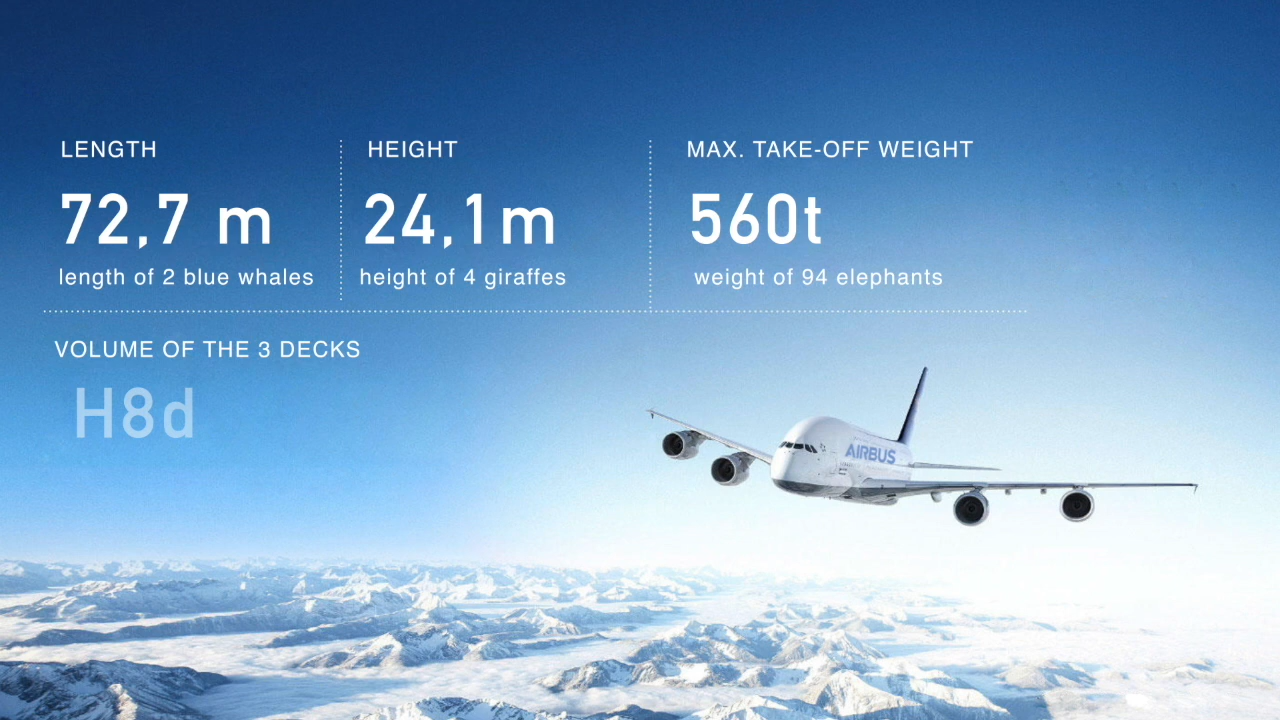 LENGTH
72,7 m
length of 2 blue whales
HEIGHT
24,1m
height of 4 giraffes
MAX. TAKE-OFF WEIGHT
560t
weight of 94 elephants
VOLUME OF THE 3 DECKS
H8d
AIRBUS